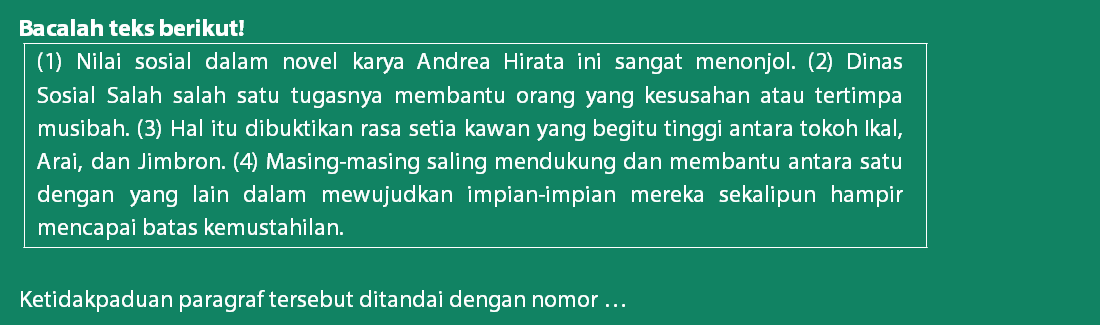 Bacalah teks berikut!
(1) Nilai sosial dalam novel karya Andrea Hirata ini sangat menonjol. (2) Dinas
Sosial Salah salah satu tugasnya membantu orang yang kesusahan atau tertimpa
musibah. (3) Hal itu dibuktikan rasa setia kawan yang begitu tinggi antara tokoh Ikal,
Arai, dan Jimbron. (4) Masing-masing saling mendukung dan membantu antara satu
dengan yang lain dalam mewujudkan impian-impian mereka sekalipun hampir
mencapai batas kemustahilan.
Ketidakpaduan paragraf tersebut ditandai dengan nomor ...